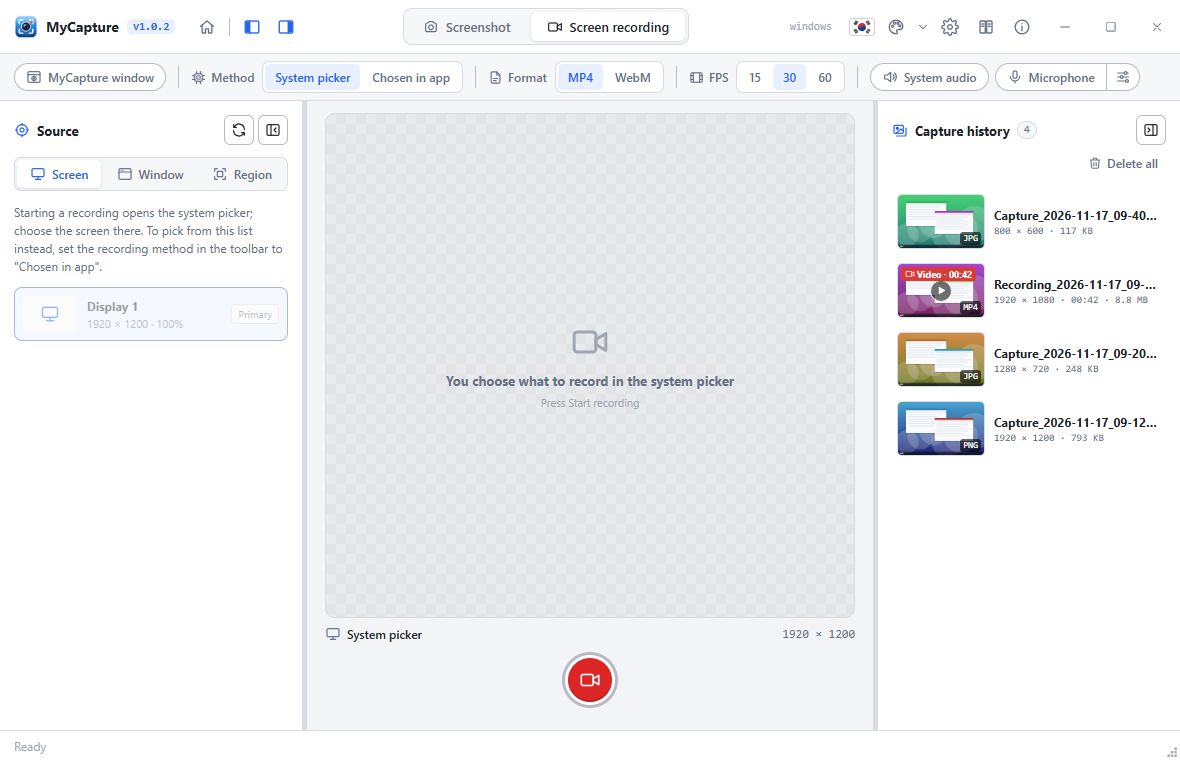 MyCapture v1.0.2
Screenshot Screen recording
windows
MyCapture window
Method System picker Chosen in app
Format MP4 WebM
FPS 15 30 60
System audio Microphone
Source
Screen Window Region
Starting a recording opens the system picker;
choose the screen there. To pick from this list
instead, set the recording method in the toolbar to
"Chosen in app".
Display 1
1920 × 1200 · 100%
Primary
You choose what to record in the system picker
Press Start recording
System picker 1920 × 1200
Capture history 4
Delete all
JPG
Capture_2026-11-17_09-40...
800 × 600 · 117 KB
Video · 00:42
MP4
Recording_2026-11-17_09-...
1920 × 1080 · 00:42 · 8.8 MB
JPG
Capture_2026-11-17_09-20...
1280 × 720 · 248 KB
PNG
Capture_2026-11-17_09-12...
1920 × 1200 · 793 KB
Ready